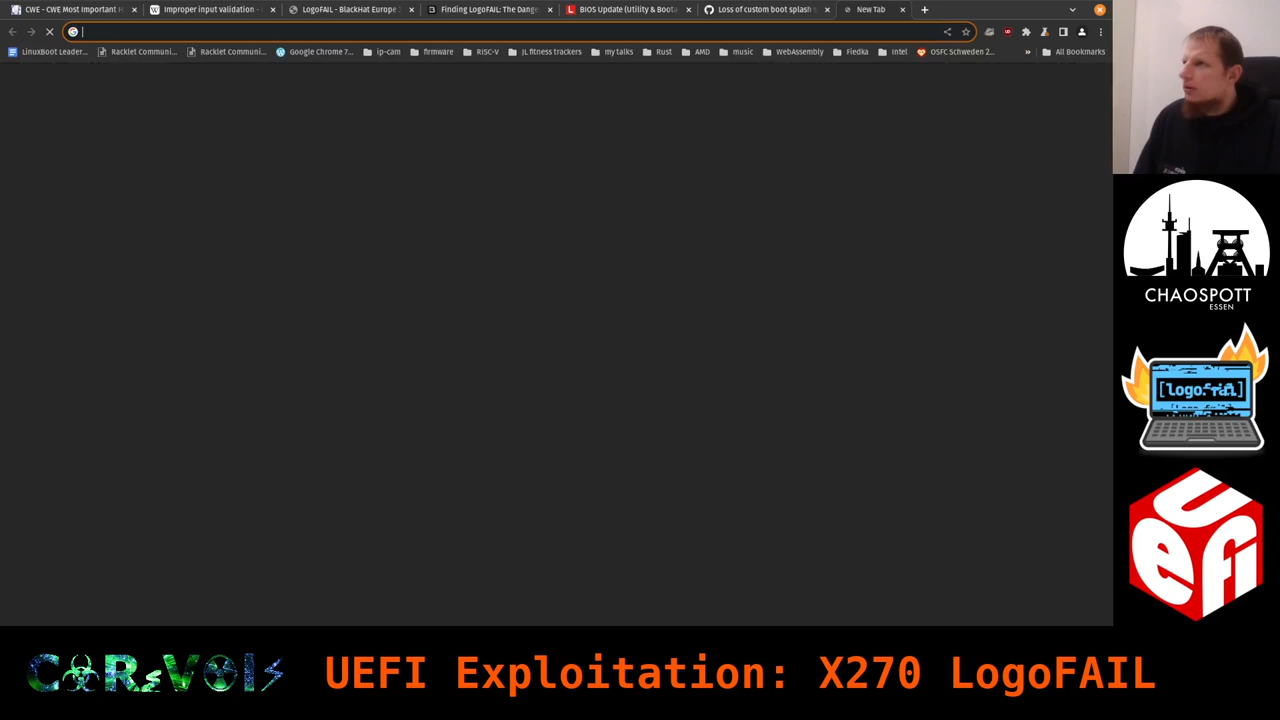 CWE - CWE Most Important H
Improper input validation -
LogoFAIL - BlackHat Europe 2
Finding LogoFAIL: The Dange
BIOS Update (Utility & Boota
Loss of custom boot splash s
New Tab
LinuxBoot Leader...
Racklet Communi...
Racklet Communi...
Google Chrome 7...
ip-cam
firmware
RISC-V
JL fitness trackers
my talks
Rust
AMD
music
WebAssembly
Fiedka
Intel
OSFC Schweden 2...
»
All Bookmarks
CHAOSPOTT
ESSEN
[logofail]
UEFI
CoReVolt
UEFI Exploitation: X270 LogoFAIL